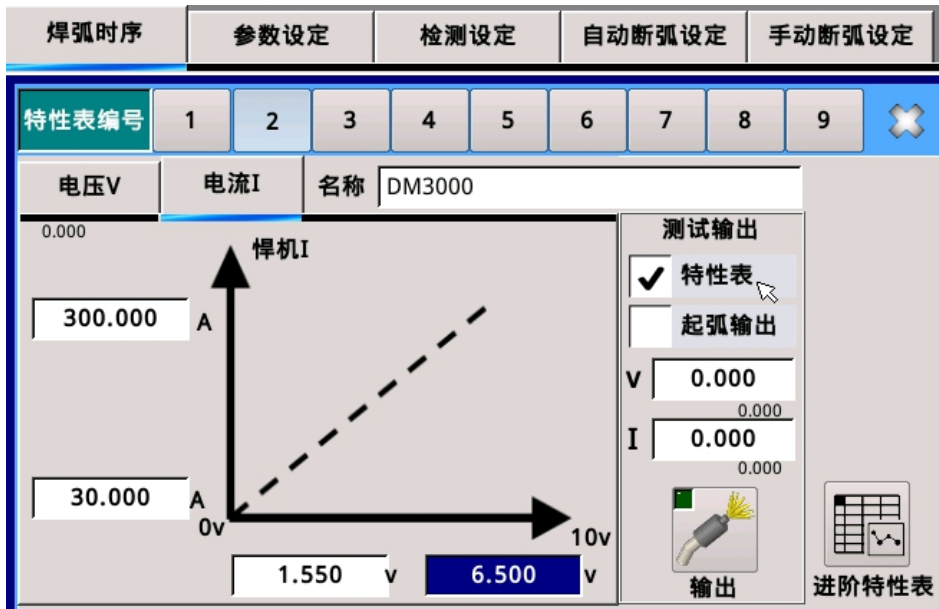 焊弧时序 参数设定 检测设定 自动断弧设定 手动断弧设定
特性表编号 1 2 3 4 5 6 7 8 9
电压V 电流I 名称 DM3000
0.000
悍机I
测试输出
特性表
300.000 A
起弧输出
V 0.000
0.000
I 0.000
0.000
30.000 A
0v
10v
1.550 v 6.500 v
输出
进阶特性表